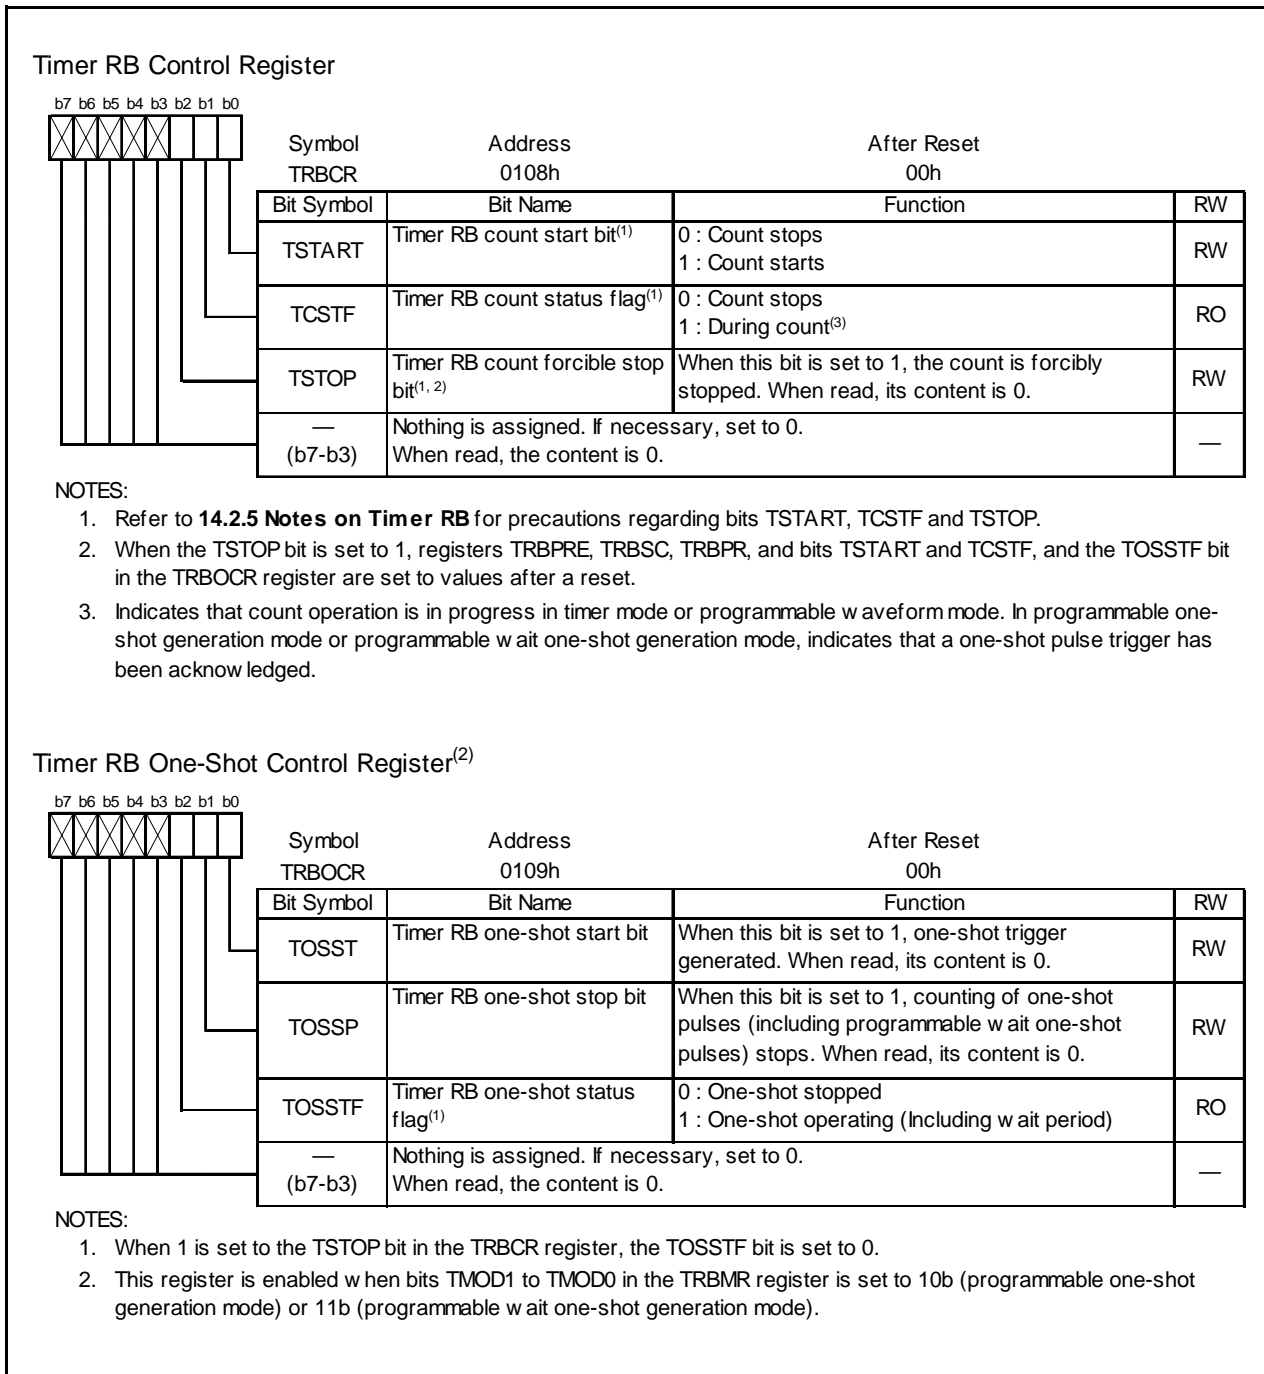 Timer RB Control Register
b7 b6 b5 b4 b3 b2 b1 b0
Symbol Address After Reset
TRBCR 0108h 00h
Bit Symbol Bit Name Function RW
TSTART Timer RB count start bit(1) 0 : Count stops RW
1 : Count starts
TCSTF Timer RB count status flag(1) 0 : Count stops RO
1 : During count(3)
TSTOP Timer RB count forcible stop When this bit is set to 1, the count is forcibly RW
bit(1, 2) stopped. When read, its content is 0.
— Nothing is assigned. If necessary, set to 0. —
(b7-b3) When read, the content is 0.
NOTES:
1. Refer to 14.2.5 Notes on Timer RB for precautions regarding bits TSTART, TCSTF and TSTOP.
2. When the TSTOP bit is set to 1, registers TRBPRE, TRBSC, TRBPR, and bits TSTART and TCSTF, and the TOSSTF bit
in the TRBOCR register are set to values after a reset.
3. Indicates that count operation is in progress in timer mode or programmable waveform mode. In programmable one-
shot generation mode or programmable wait one-shot generation mode, indicates that a one-shot pulse trigger has
been acknowledged.
Timer RB One-Shot Control Register(2)
b7 b6 b5 b4 b3 b2 b1 b0
Symbol Address After Reset
TRBOCR 0109h 00h
Bit Symbol Bit Name Function RW
TOSST Timer RB one-shot start bit When this bit is set to 1, one-shot trigger RW
generated. When read, its content is 0.
TOSSP Timer RB one-shot stop bit When this bit is set to 1, counting of one-shot RW
pulses (including programmable wait one-shot
pulses) stops. When read, its content is 0.
TOSSTF Timer RB one-shot status 0 : One-shot stopped RO
flag(1) 1 : One-shot operating (Including wait period)
— Nothing is assigned. If necessary, set to 0. —
(b7-b3) When read, the content is 0.
NOTES:
1. When 1 is set to the TSTOP bit in the TRBCR register, the TOSSTF bit is set to 0.
2. This register is enabled when bits TMOD1 to TMOD0 in the TRBMR register is set to 10b (programmable one-shot
generation mode) or 11b (programmable wait one-shot generation mode).